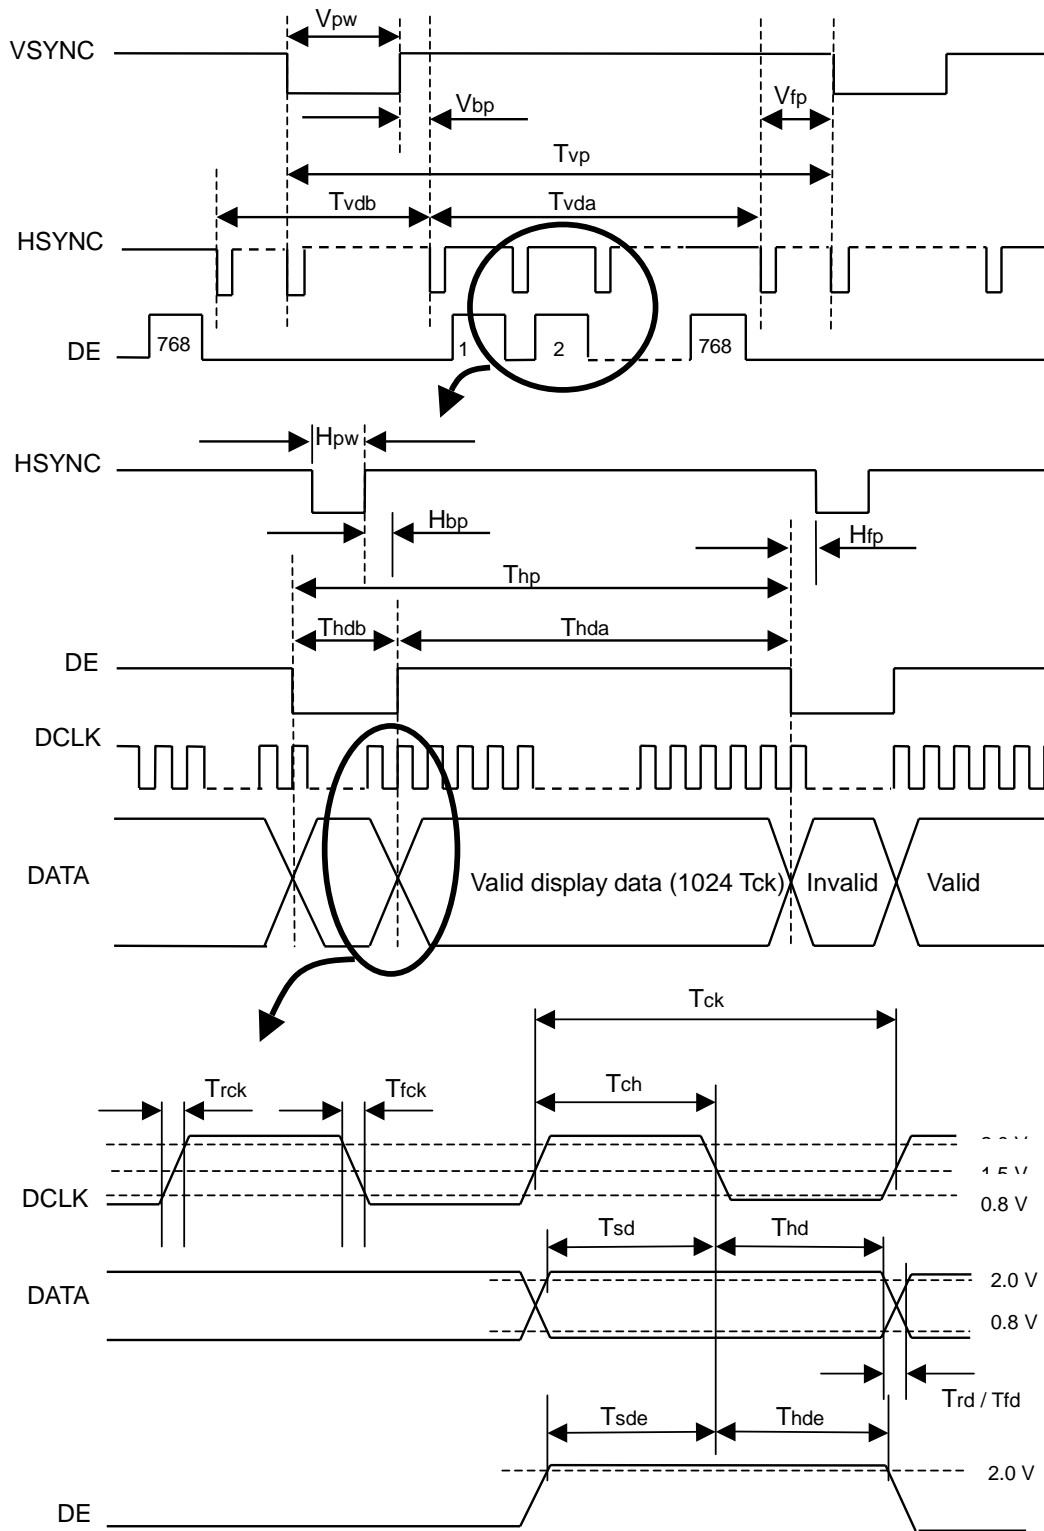 Vpw
VSYNC
Vbp
Vfp
Tvp
Tvdb
Tvda
HSYNC
768
1
2
768
DE
Hpw
HSYNC
Hbp
Hfp
Thp
Thdb
Thda
DE
DCLK
DATA
Valid display data (1024 Tck)
Invalid
Valid
Tck
Trck
Tfck
Tch
1.5 V
DCLK
0.8 V
Tsd
Thd
DATA
2.0 V
0.8 V
Trd / Tfd
Tsde
Thde
2.0 V
DE